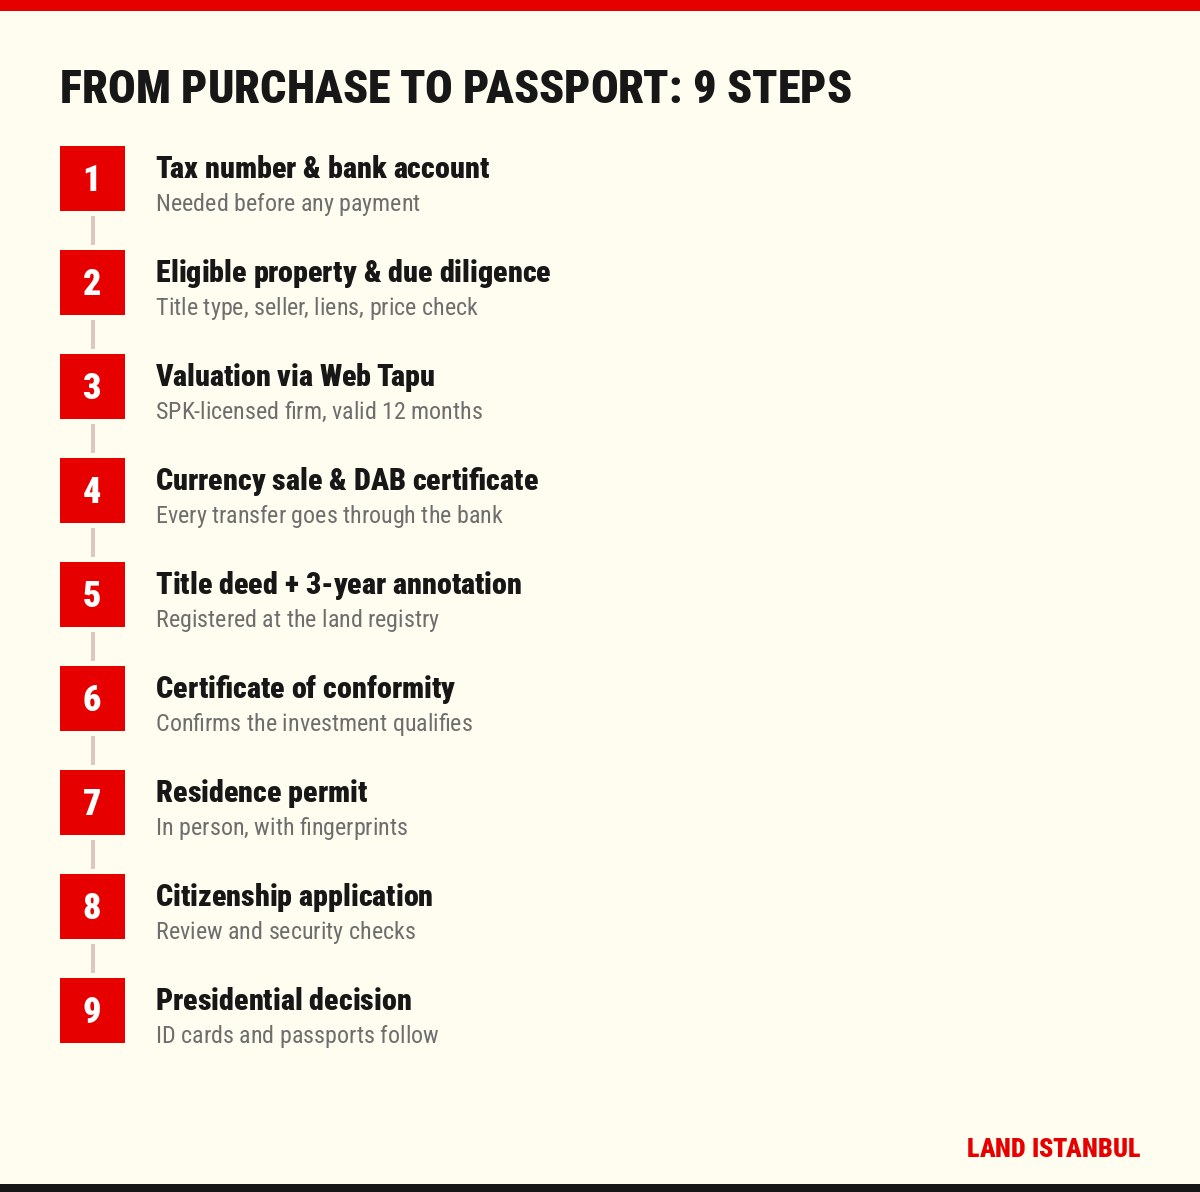 FROM PURCHASE TO PASSPORT: 9 STEPS
1
Tax number & bank account
Needed before any payment
2
Eligible property & due diligence
Title type, seller, liens, price check
3
Valuation via Web Tapu
SPK-licensed firm, valid 12 months
4
Currency sale & DAB certificate
Every transfer goes through the bank
5
Title deed + 3-year annotation
Registered at the land registry
6
Certificate of conformity
Confirms the investment qualifies
7
Residence permit
In person, with fingerprints
8
Citizenship application
Review and security checks
9
Presidential decision
ID cards and passports follow
LAND ISTANBUL